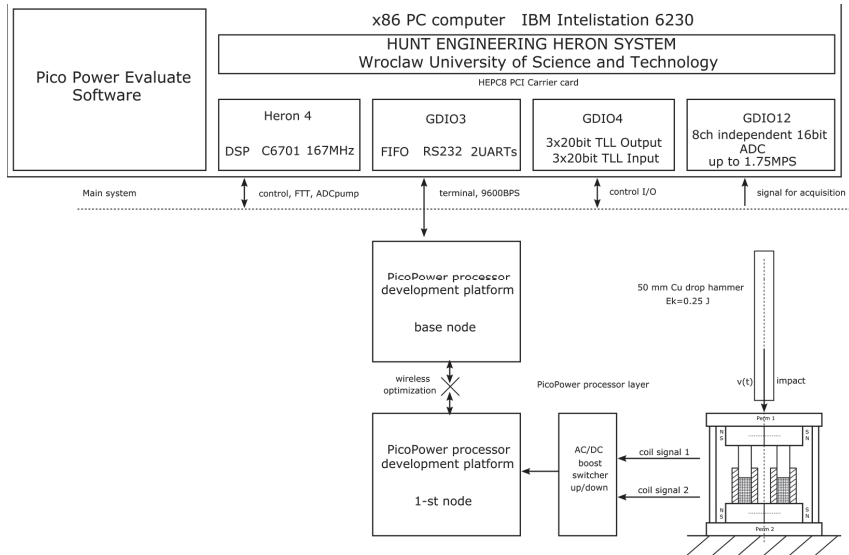 x86 PC computer IBM Intelistation 6230
HUNT ENGINEERING HERON SYSTEM
Wroclaw University of Science and Technology
HEPC8 PCI Carrier card
Pico Power Evaluate
Software
Heron 4
DSP C6701 167MHz
GDIO3
FIFO RS232 2UARTs
GDIO4
3x20bit TLL Output
3x20bit TLL Input
GDIO12
8ch independent 16bit
ADC
up to 1.75MPS
Main system
control, FTT, ADCpump
terminal, 9600BPS
control I/O
signal for acquisition
PicoPower processor
development platform
base node
50 mm Cu drop hammer
Ek=0.25 J
wireless
optimization
PicoPower processor layer
v(t)
impact
Perm 1
N
S
S
N
PicoPower processor
development platform
1-st node
AC/DC
boost
switcher
up/down
coil signal 1
coil signal 2
N
S
S
N
Perm 2